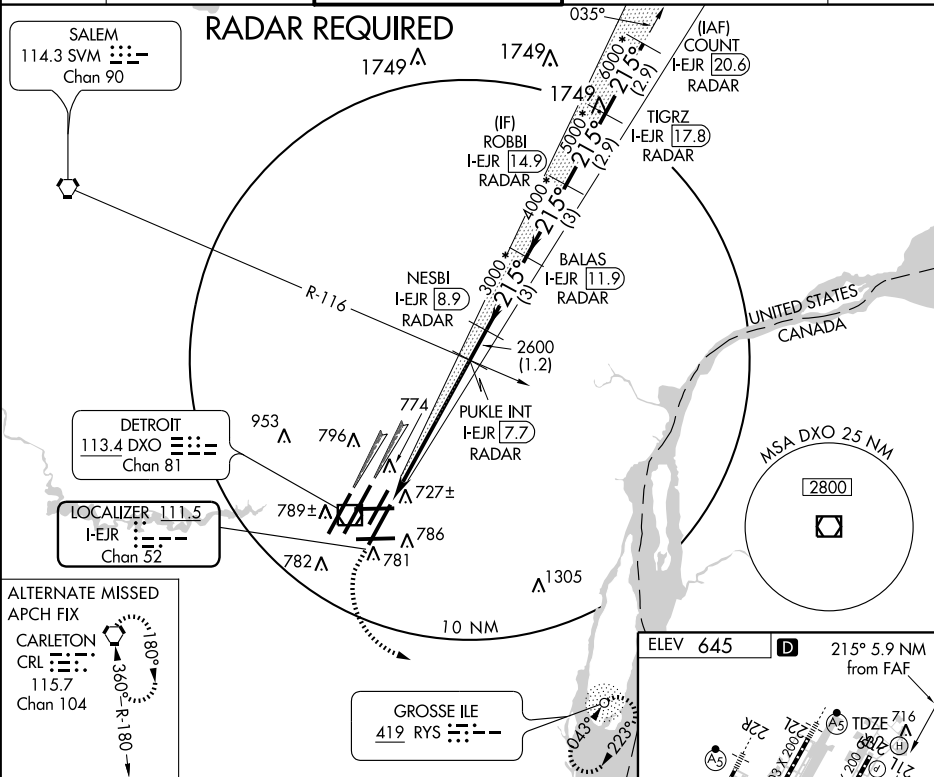 RADAR REQUIRED
SALEM
114.3 SVM
Chan 90
1749
1749
1749
035°
(IAF)
COUNT
I-EJR 20.6
RADAR
6000*
215°
(2.9)
TIGRZ
I-EJR 17.8
RADAR
5000*
215°
(2.9)
(IF)
ROBBI
I-EJR 14.9
RADAR
4000*
215°
(3)
BALAS
I-EJR 11.9
RADAR
3000*
215°
(3)
NESBI
I-EJR 8.9
RADAR
2600
(1.2)
R-116
PUKLE INT
I-EJR 7.7
RADAR
UNITED STATES
CANADA
DETROIT
113.4 DXO
Chan 81
953
796
774
727±
789±
786
782
781
1305
10 NM
LOCALIZER 111.5
I-EJR
Chan 52
MSA DXO 25 NM
2800
ALTERNATE MISSED
APCH FIX
CARLETON
CRL
115.7
Chan 104
180°
360°
R-180
GROSSE ILE
419 RYS
043°
223°
ELEV 645
D
215° 5.9 NM
from FAF
22R
22L
A5
A5
TDZE
716
H
P
21L